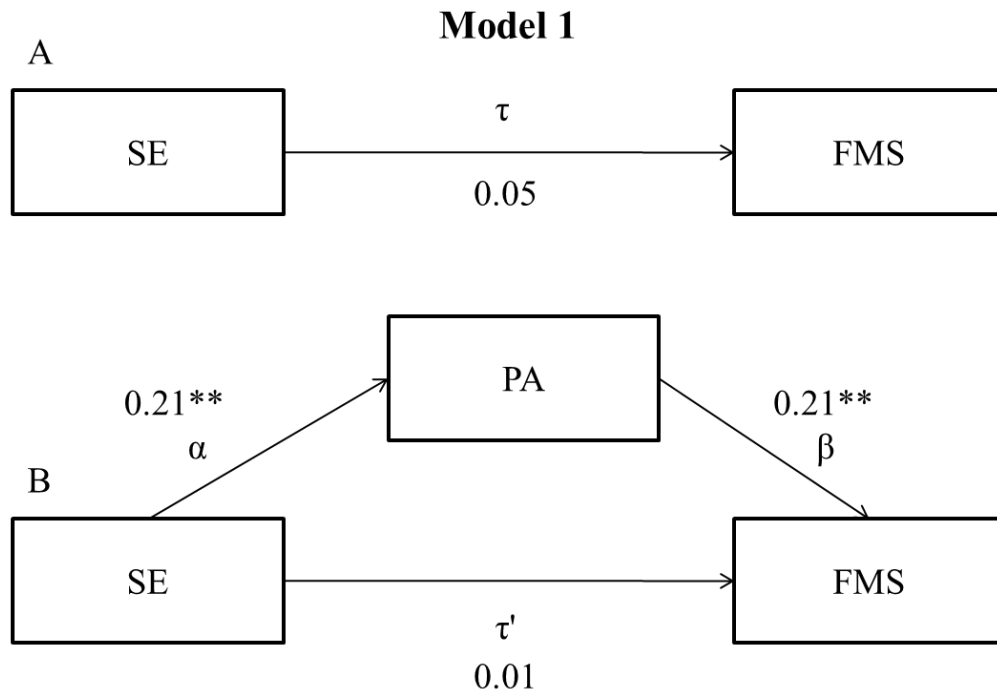 Model 1
A
τ
SE
FMS
0.05
PA
0.21**
0.21**
α
β
B
SE
FMS
τ'
0.01